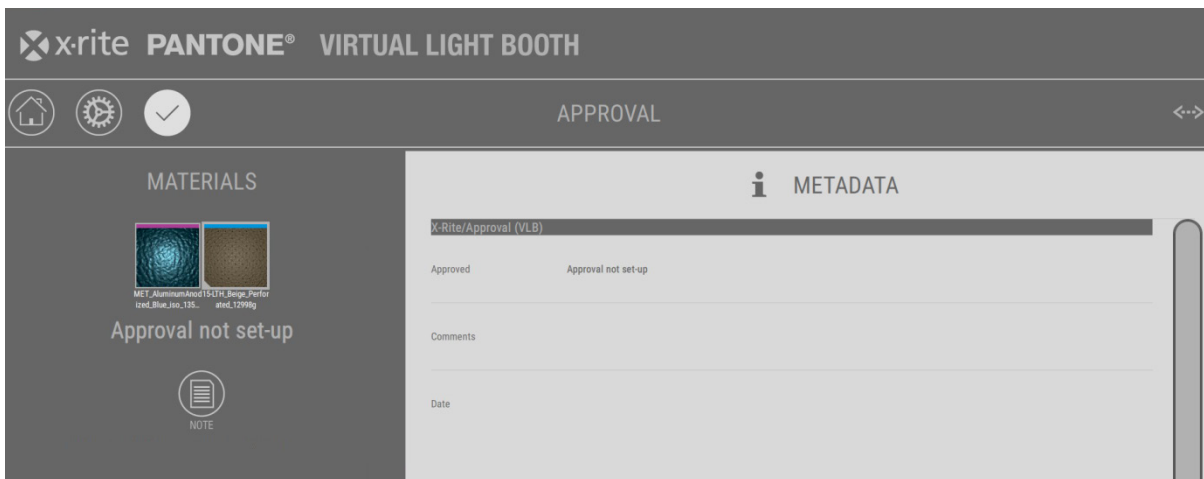 x·rite PANTONE® VIRTUAL LIGHT BOOTH
APPROVAL
MATERIALS
MET_AluminumAnod
ized_Blue_iso_135...
15-LTH_Beige_Perfor
ated_12998g
Approval not set-up
NOTE
METADATA
X-Rite/Approval (VLB)
Approved Approval not set-up
Comments
Date